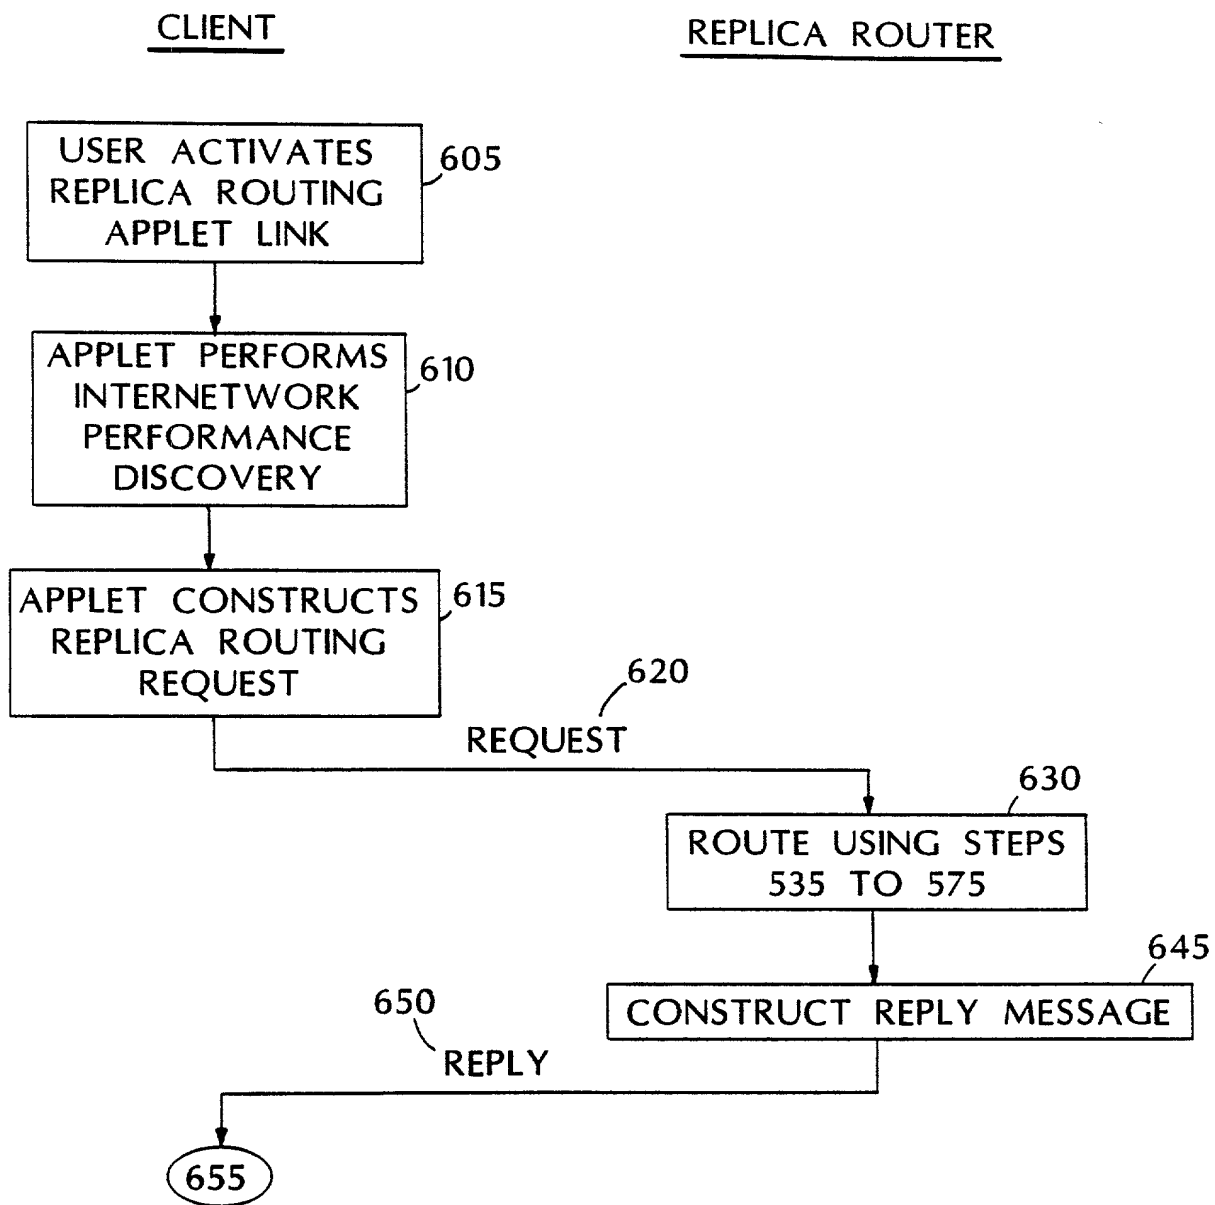 CLIENT
REPLICA ROUTER
USER ACTIVATES
REPLICA ROUTING
APPLET LINK
605
APPLET PERFORMS
INTERNETWORK
PERFORMANCE
DISCOVERY
610
APPLET CONSTRUCTS
REPLICA ROUTING
REQUEST
615
620
REQUEST
630
ROUTE USING STEPS
535 TO 575
645
CONSTRUCT REPLY MESSAGE
650
REPLY
655